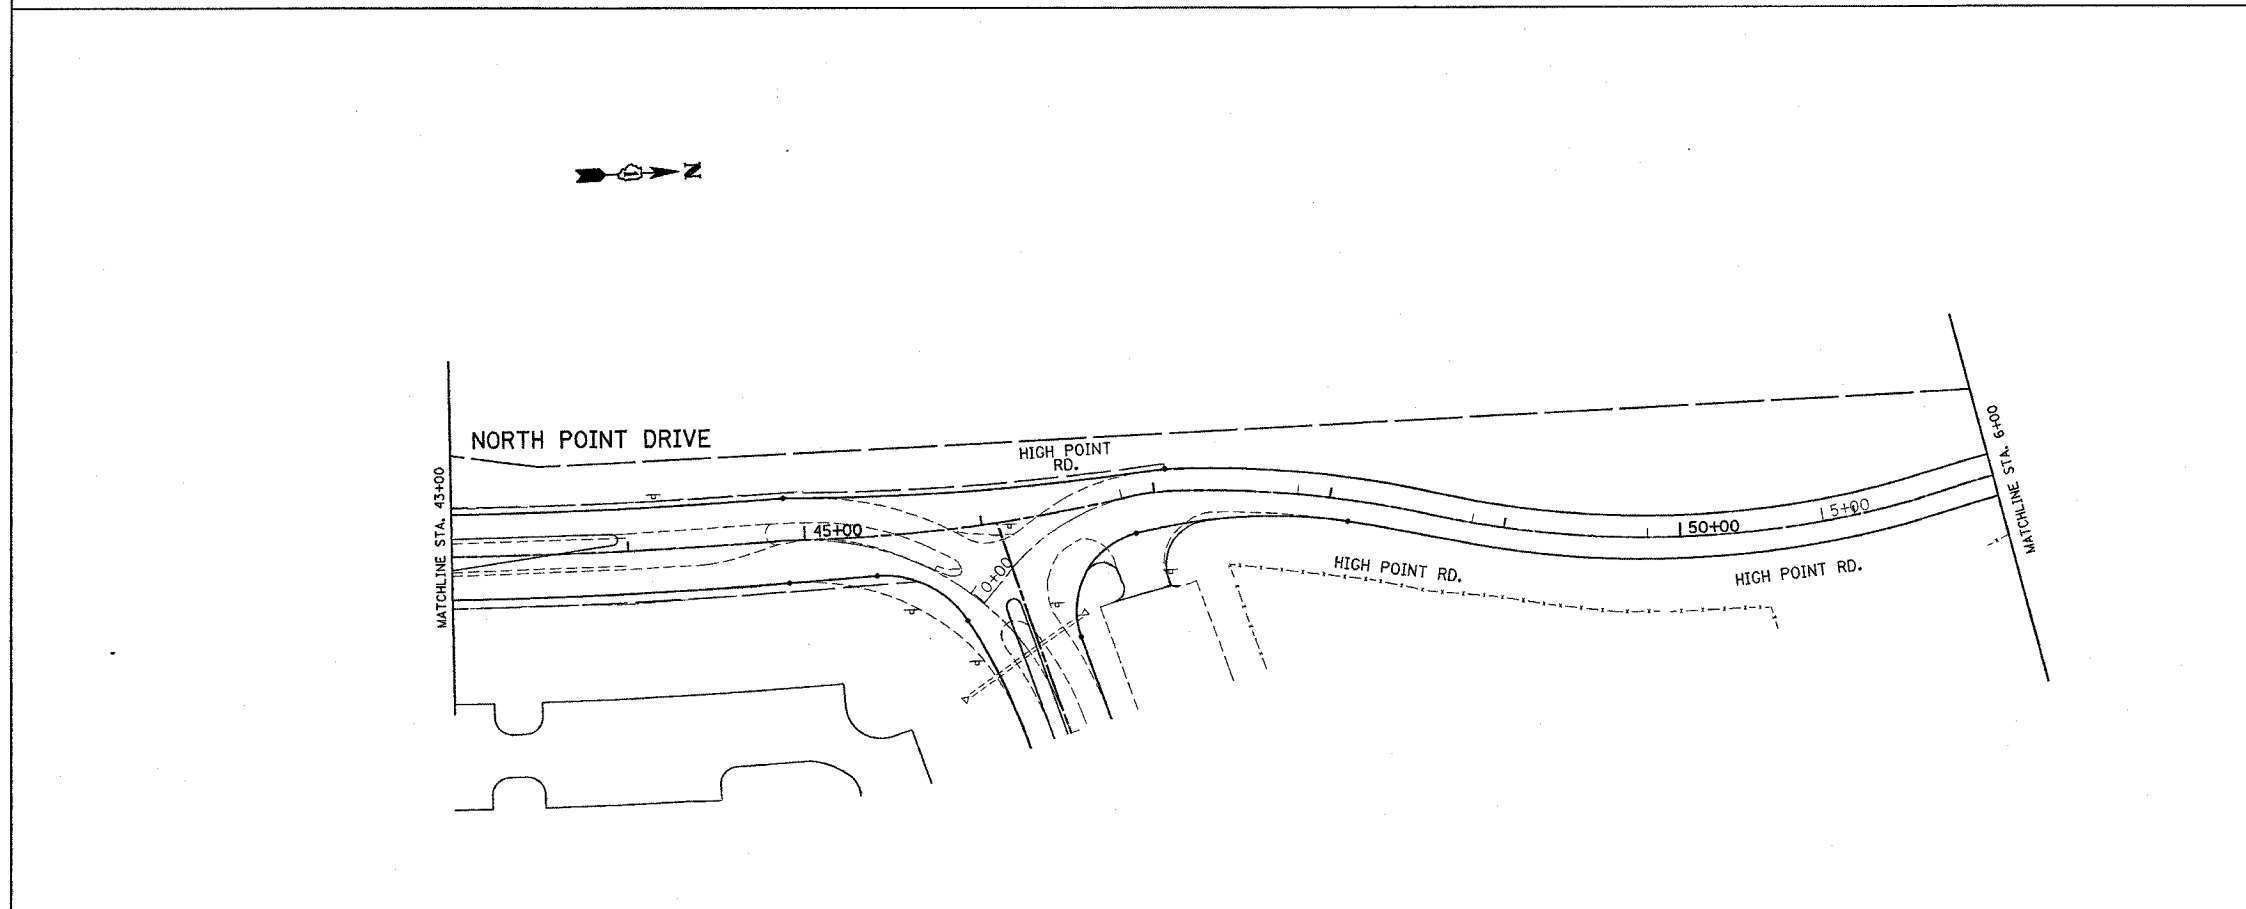 N
NORTH POINT DRIVE
HIGH POINT
RD.
MATCHLINE STA. 43+00
MATCHLINE STA. 6+00
45+00
0+00
50+00
5+00
HIGH POINT RD.
HIGH POINT RD.